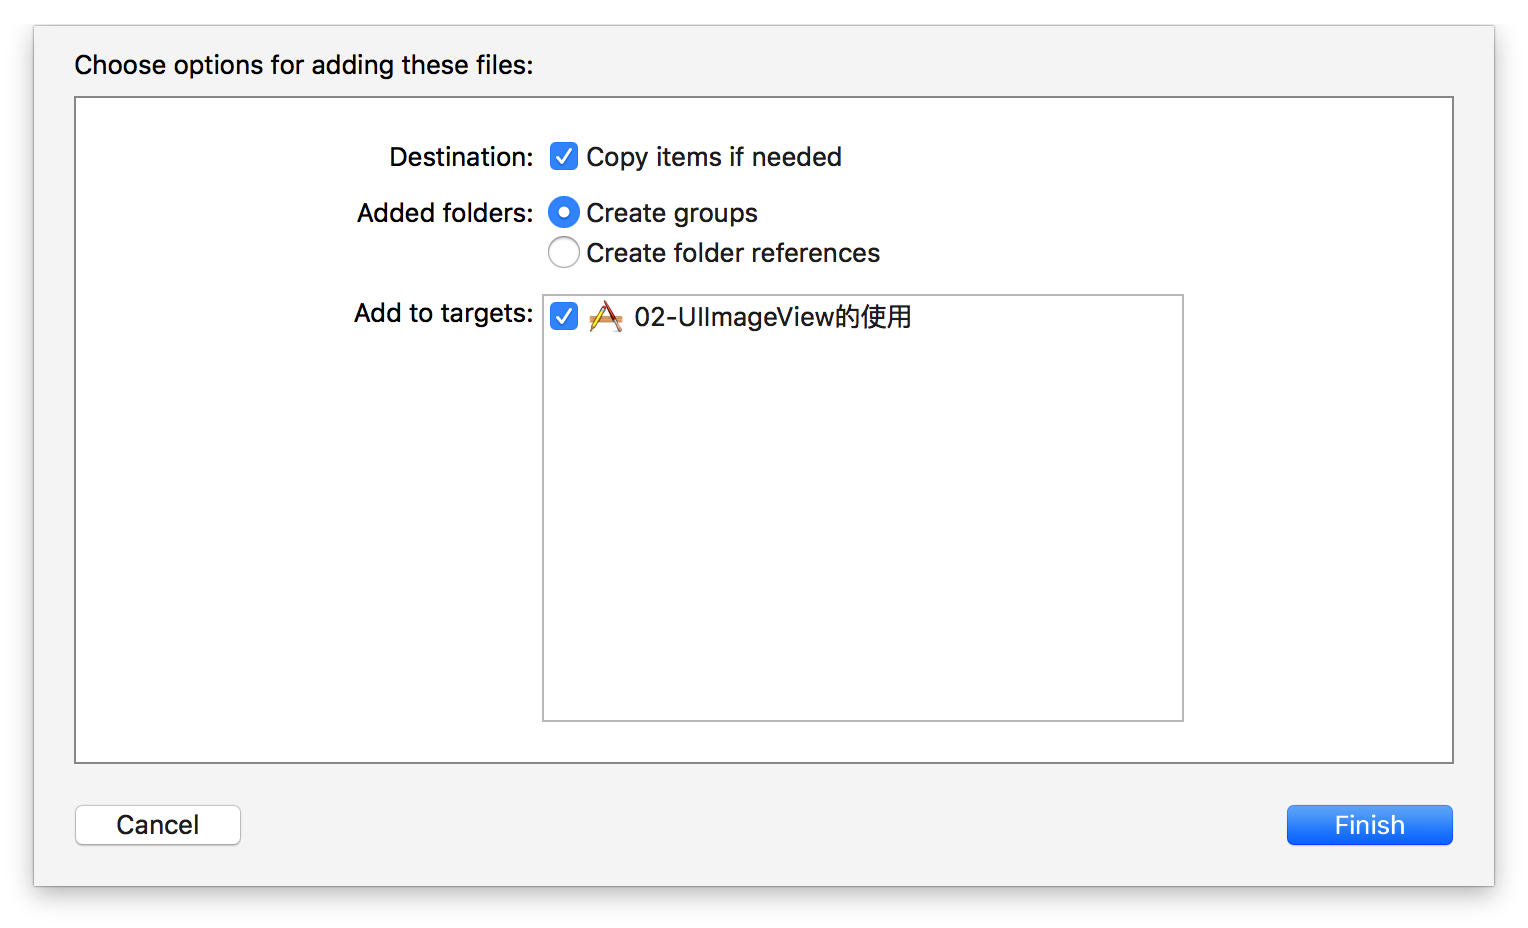 Choose options for adding these files:
Destination: Copy items if needed
Added folders: Create groups
Create folder references
Add to targets: 02-UIImageView的使用
Cancel Finish